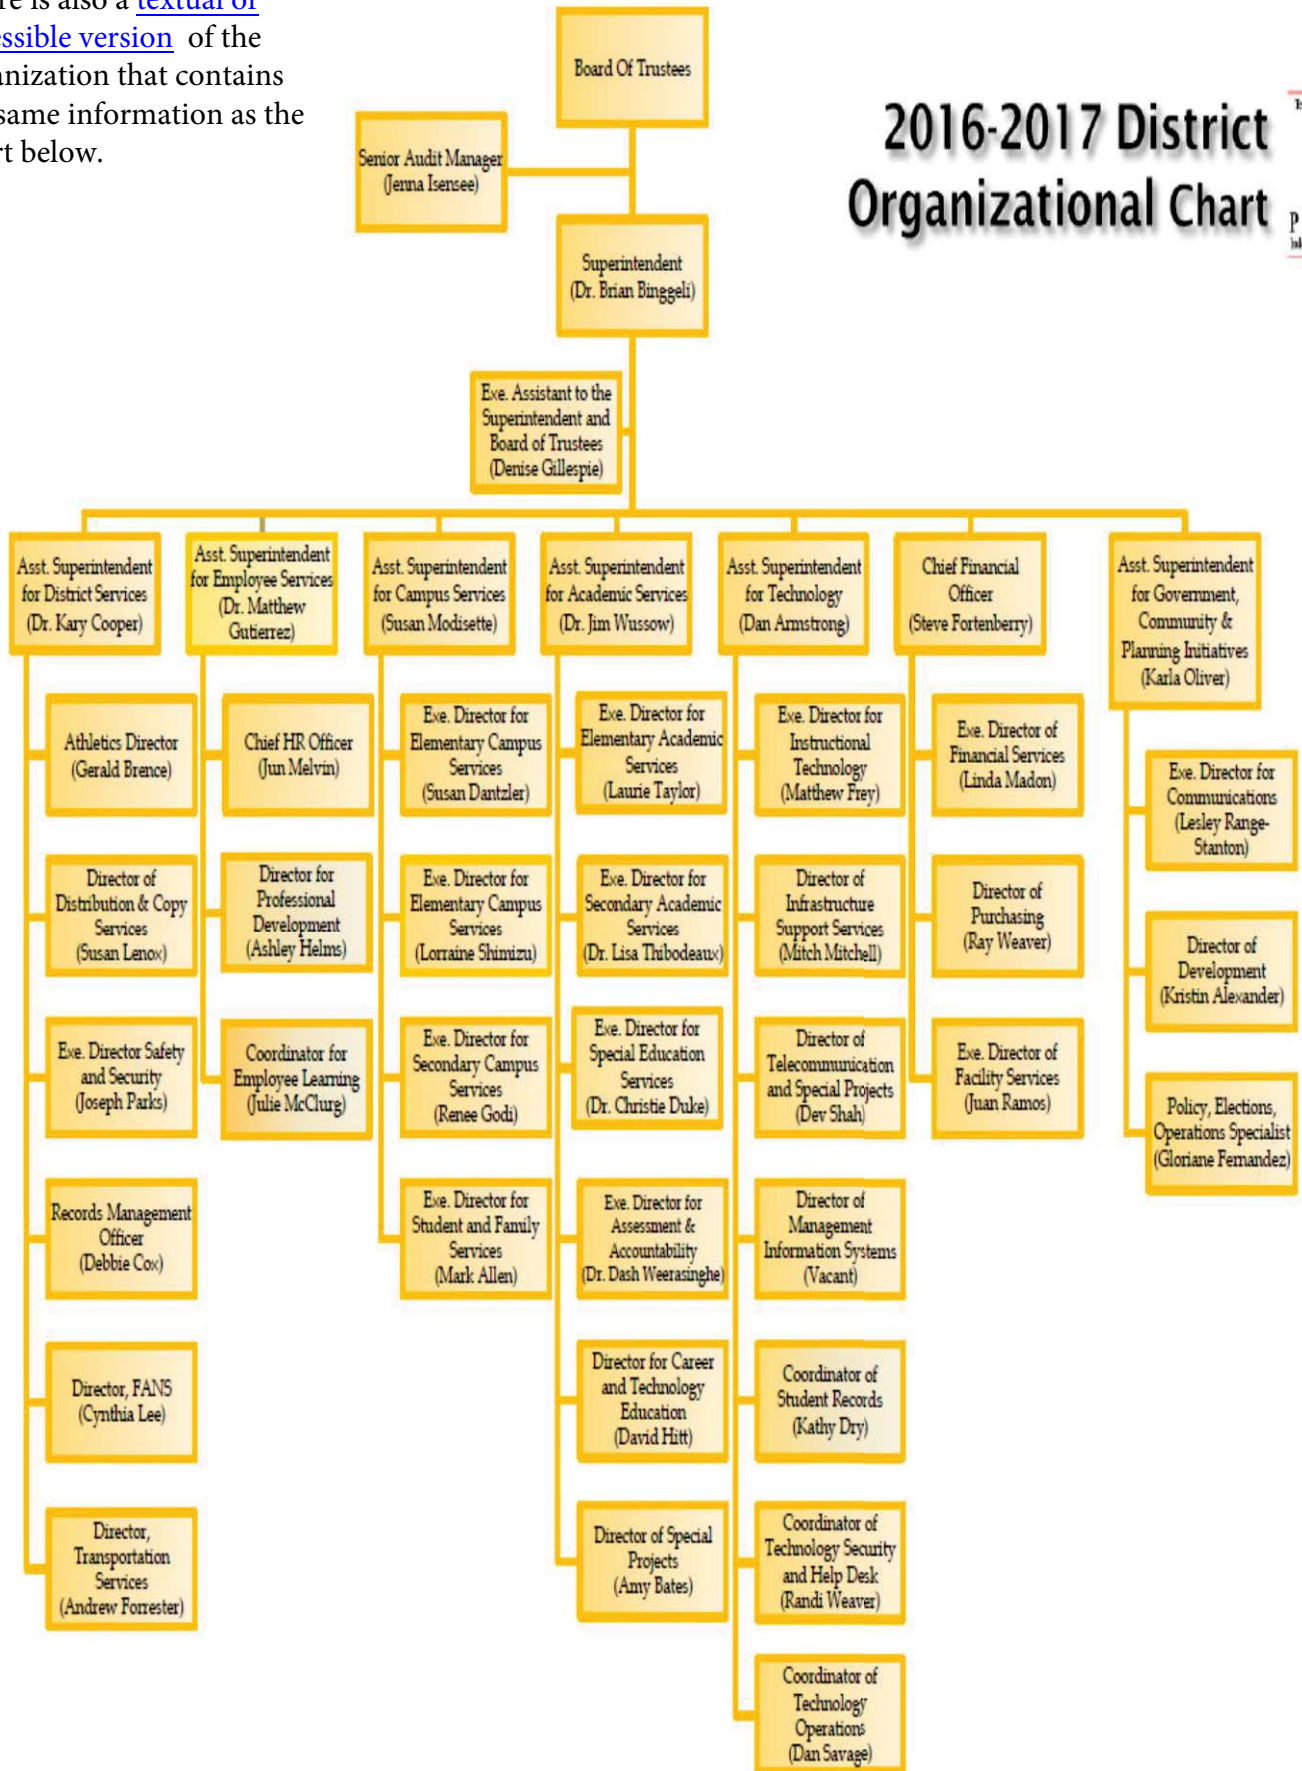 textual or
version of the
that contains
same information as the
below.
2016-2017 District
Organizational Chart
Board Of Trustees
Senior Audit Manager
(Jenna Isensee)
Superintendent
(Dr. Brian Binggeli)
Exe. Assistant to the
Superintendent and
Board of Trustees
(Denise Gillespie)
Asst. Superintendent
for District Services
(Dr. Kary Cooper)
Asst. Superintendent
for Employee Services
(Dr. Matthew
Gutierrez)
Asst. Superintendent
for Campus Services
(Susan Modisette)
Asst. Superintendent
for Academic Services
(Dr. Jim Wussow)
Asst. Superintendent
for Technology
(Dan Armstrong)
Chief Financial
Officer
(Steve Fortenberry)
Asst. Superintendent
for Government,
Community &
Planning Initiatives
(Karla Oliver)
Athletics Director
(Gerald Brence)
Director of
Distribution & Copy
Services
(Susan Lenox)
Exe. Director Safety
and Security
(Joseph Parks)
Records Management
Officer
(Debbie Cox)
Director, FANS
(Cynthia Lee)
Director,
Transportation
Services
(Andrew Forrester)
Chief HR Officer
(Jun Melvin)
Director for
Professional
Development
(Ashley Helms)
Coordinator for
Employee Learning
(Julie McClurg)
Exe. Director for
Elementary Campus
Services
(Susan Dantzler)
Exe. Director for
Elementary Campus
Services
(Lorraine Shimizu)
Exe. Director for
Secondary Campus
Services
(Renee Godi)
Exe. Director for
Student and Family
Services
(Mark Allen)
Exe. Director for
Elementary Academic
Services
(Laurie Taylor)
Exe. Director for
Secondary Academic
Services
(Dr. Lisa Thibodeaux)
Exe. Director for
Special Education
Services
(Dr. Christie Duke)
Exe. Director for
Assessment &
Accountability
(Dr. Dash Weerasinghe)
Director for Career
and Technology
Education
(David Hitt)
Director of Special
Projects
(Amy Bates)
Exe. Director for
Instructional
Technology
(Matthew Frey)
Director of
Infrastructure
Support Services
(Mitch Mitchell)
Director of
Telecommunication
and Special Projects
(Dev Shah)
Director of
Management
Information Systems
(Vacant)
Coordinator of
Student Records
(Kathy Dry)
Coordinator of
Technology Security
and Help Desk
(Randi Weaver)
Coordinator of
Technology
Operations
(Dan Savage)
Exe. Director of
Financial Services
(Linda Madon)
Director of
Purchasing
(Ray Weaver)
Exe. Director of
Facility Services
(Juan Ramos)
Exe. Director for
Communications
(Lesley Range-
Stanton)
Director of
Development
(Kristin Alexander)
Policy, Elections,
Operations Specialist
(Gloriane Fernandez)